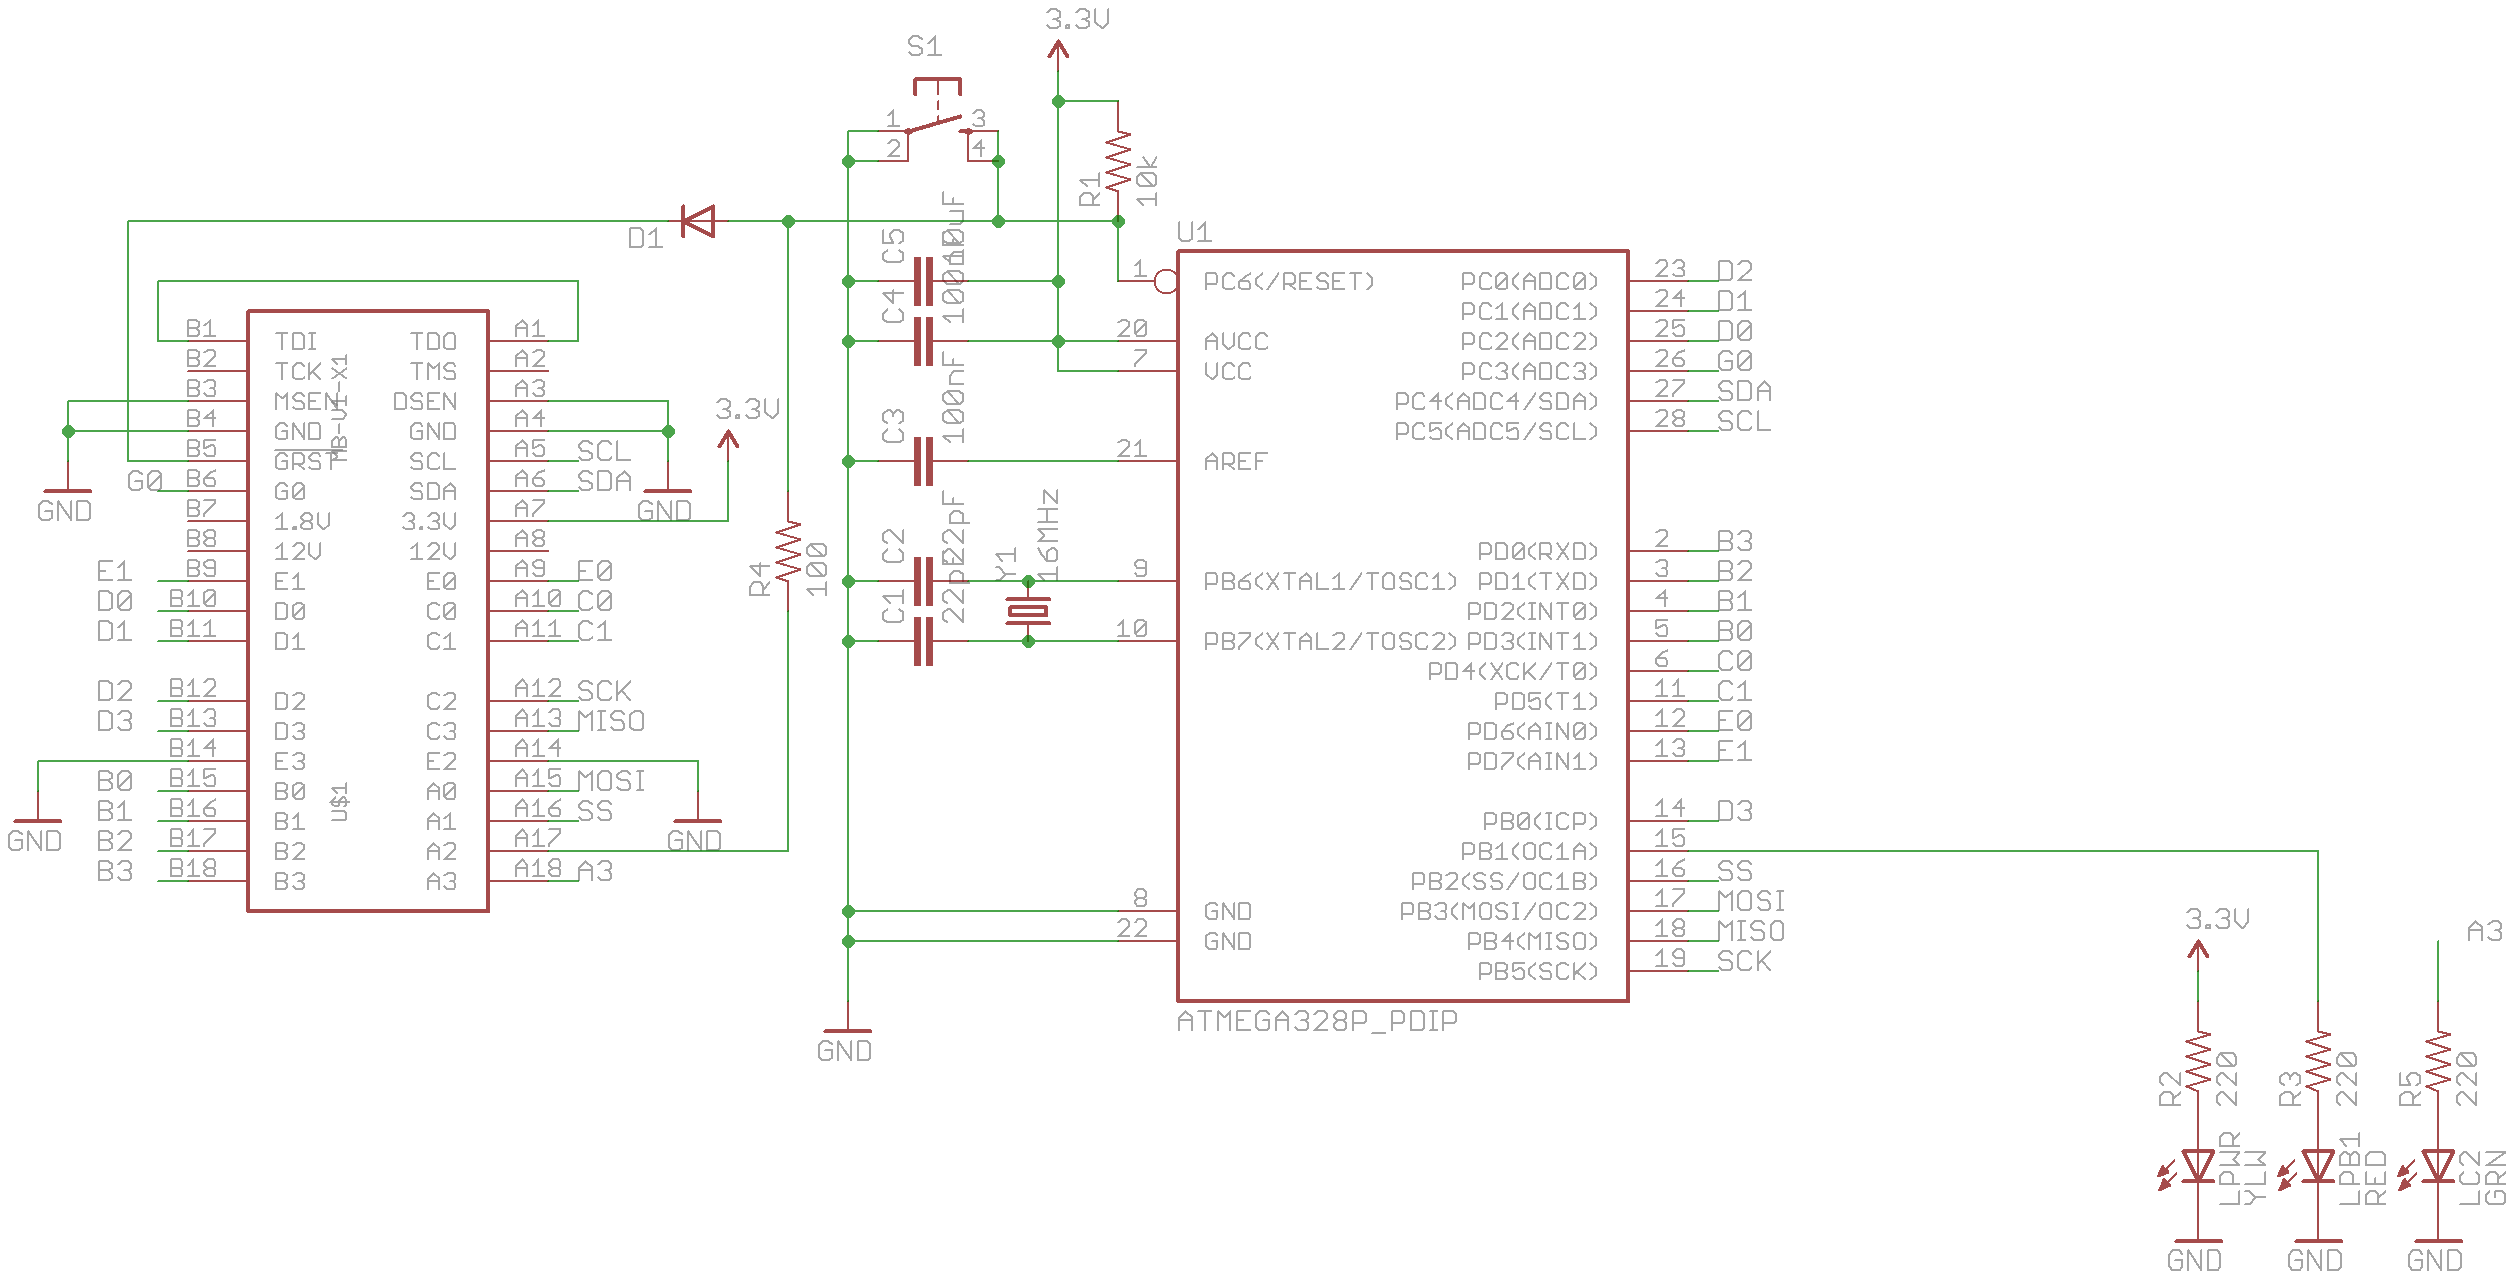 3.3V
S1
1
3
2
4
R1
10k
D1
U1
C5
10uF
C4
100nF
C3
100nF
C2
22pF
C1
22pF
Y1
16MHZ
R4
100
3.3V
GND
GND
GND
GND
GND
MB-U1-X1
U$1
B1 TDI TDO A1
B2 TCK TMS A2
B3 MSEN DSEN A3
B4 GND GND A4
B5 GRST SCL A5 SCL
G0 B6 G0 SDA A6 SDA
B7 1.8V 3.3V A7
B8 12V 12V A8
E1 B9 E1 E0 A9 E0
D0 B10 D0 C0 A10 C0
D1 B11 D1 C1 A11 C1
D2 B12 D2 C2 A12 SCK
D3 B13 D3 C3 A13 MISO
B14 E3 E2 A14
B0 B15 B0 A0 A15 MOSI
B1 B16 B1 A1 A16 SS
B2 B17 B2 A2 A17
B3 B18 B3 A3 A18 A3
1 PC6(/RESET) PC0(ADC0) 23 D2
PC1(ADC1) 24 D1
20 AVCC PC2(ADC2) 25 D0
7 VCC PC3(ADC3) 26 G0
PC4(ADC4/SDA) 27 SDA
PC5(ADC5/SCL) 28 SCL
21 AREF
PD0(RXD) 2 B3
9 PB6(XTAL1/TOSC1) PD1(TXD) 3 B2
PD2(INT0) 4 B1
10 PB7(XTAL2/TOSC2) PD3(INT1) 5 B0
PD4(XCK/T0) 6 C0
PD5(T1) 11 C1
PD6(AIN0) 12 E0
PD7(AIN1) 13 E1
PB0(ICP) 14 D3
PB1(OC1A) 15
PB2(SS/OC1B) 16 SS
8 GND PB3(MOSI/OC2) 17 MOSI
22 GND PB4(MISO) 18 MISO
PB5(SCK) 19 SCK
ATMEGA328P_PDIP
3.3V
A3
R2
220
R3
220
R5
220
LPWR
YLW
LPB1
RED
LC2
GRN
GND
GND
GND